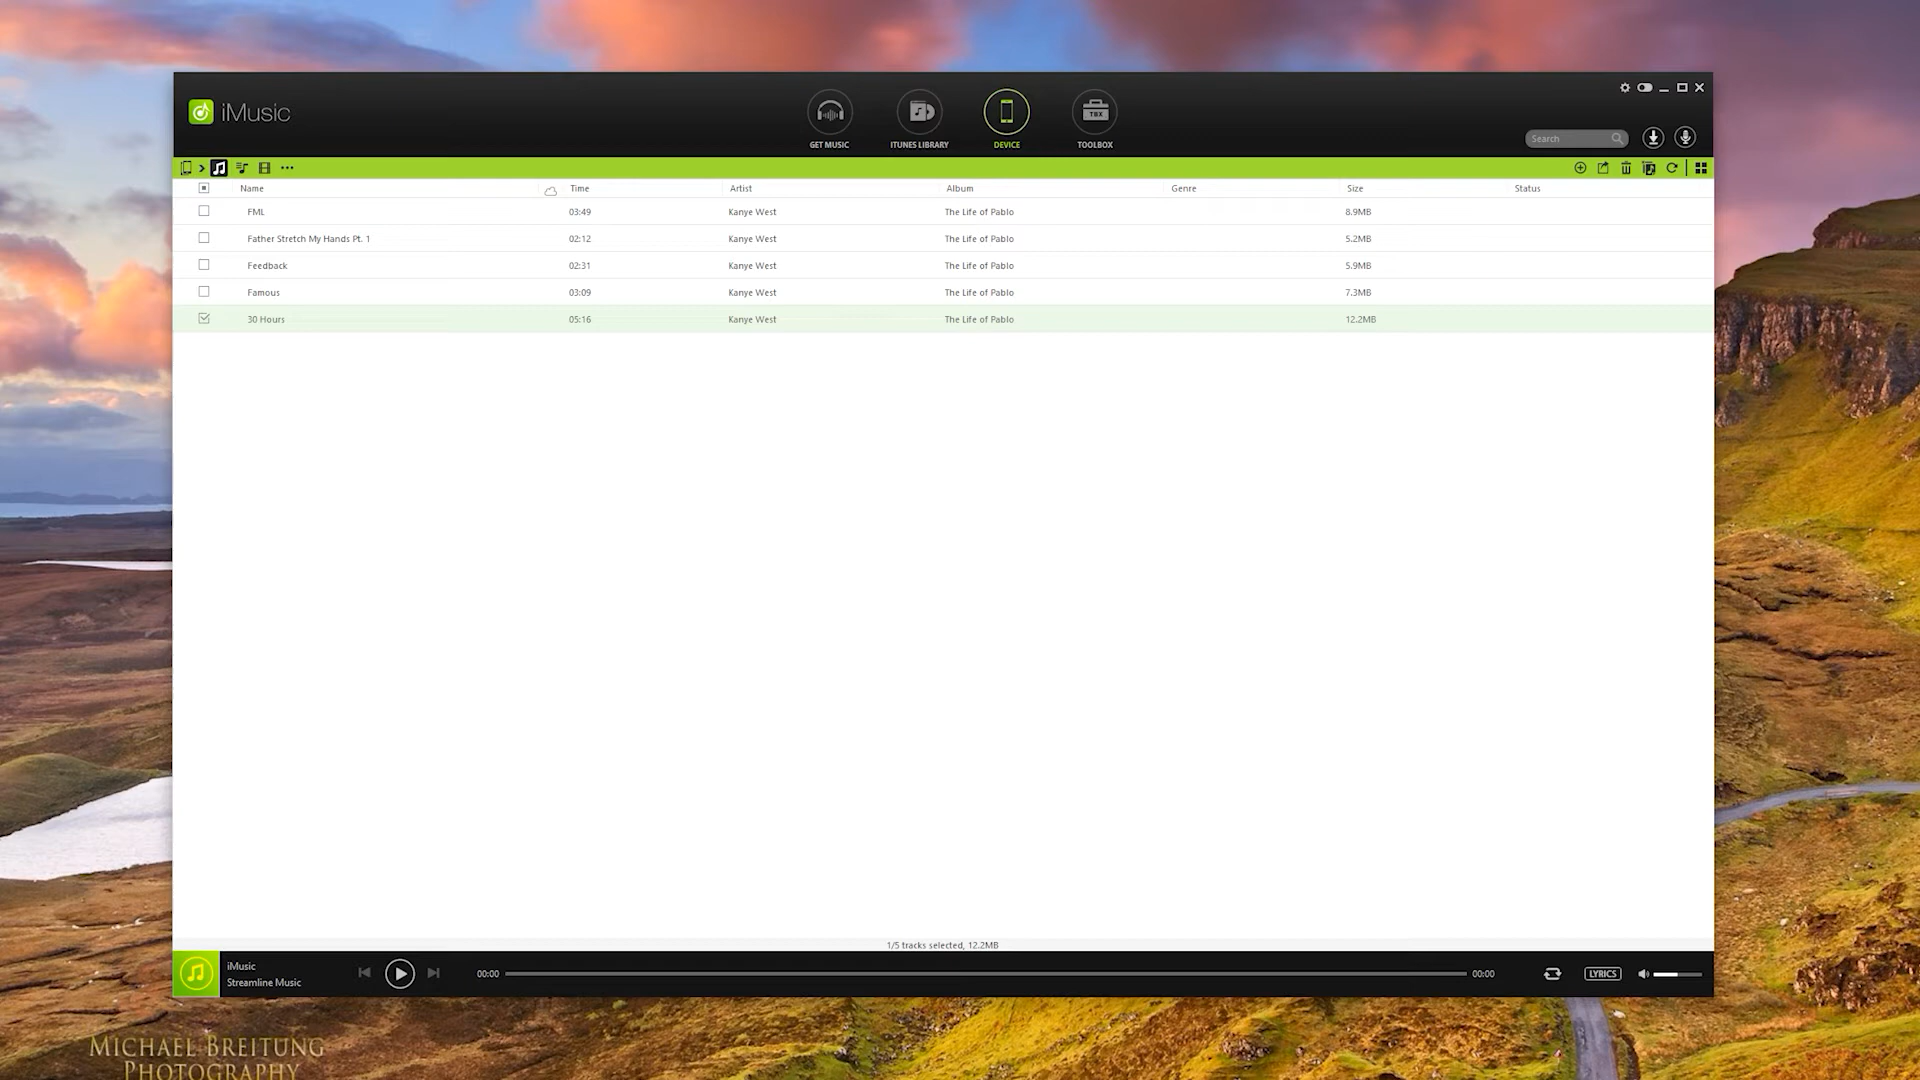 iMusic
GET MUSIC
ITUNES LIBRARY
DEVICE
TBX
TOOLBOX
Search
Name Time Artist Album Genre Size Status
FML 03:49 Kanye West The Life of Pablo 8.9MB
Father Stretch My Hands Pt. 1 02:12 Kanye West The Life of Pablo 5.2MB
Feedback 02:31 Kanye West The Life of Pablo 5.9MB
Famous 03:09 Kanye West The Life of Pablo 7.3MB
30 Hours 05:16 Kanye West The Life of Pablo 12.2MB
1/5 tracks selected, 12.2MB
iMusic
Streamline Music
00:00 00:00 LYRICS
MICHAEL BREITUNG
PHOTOGRAPHY